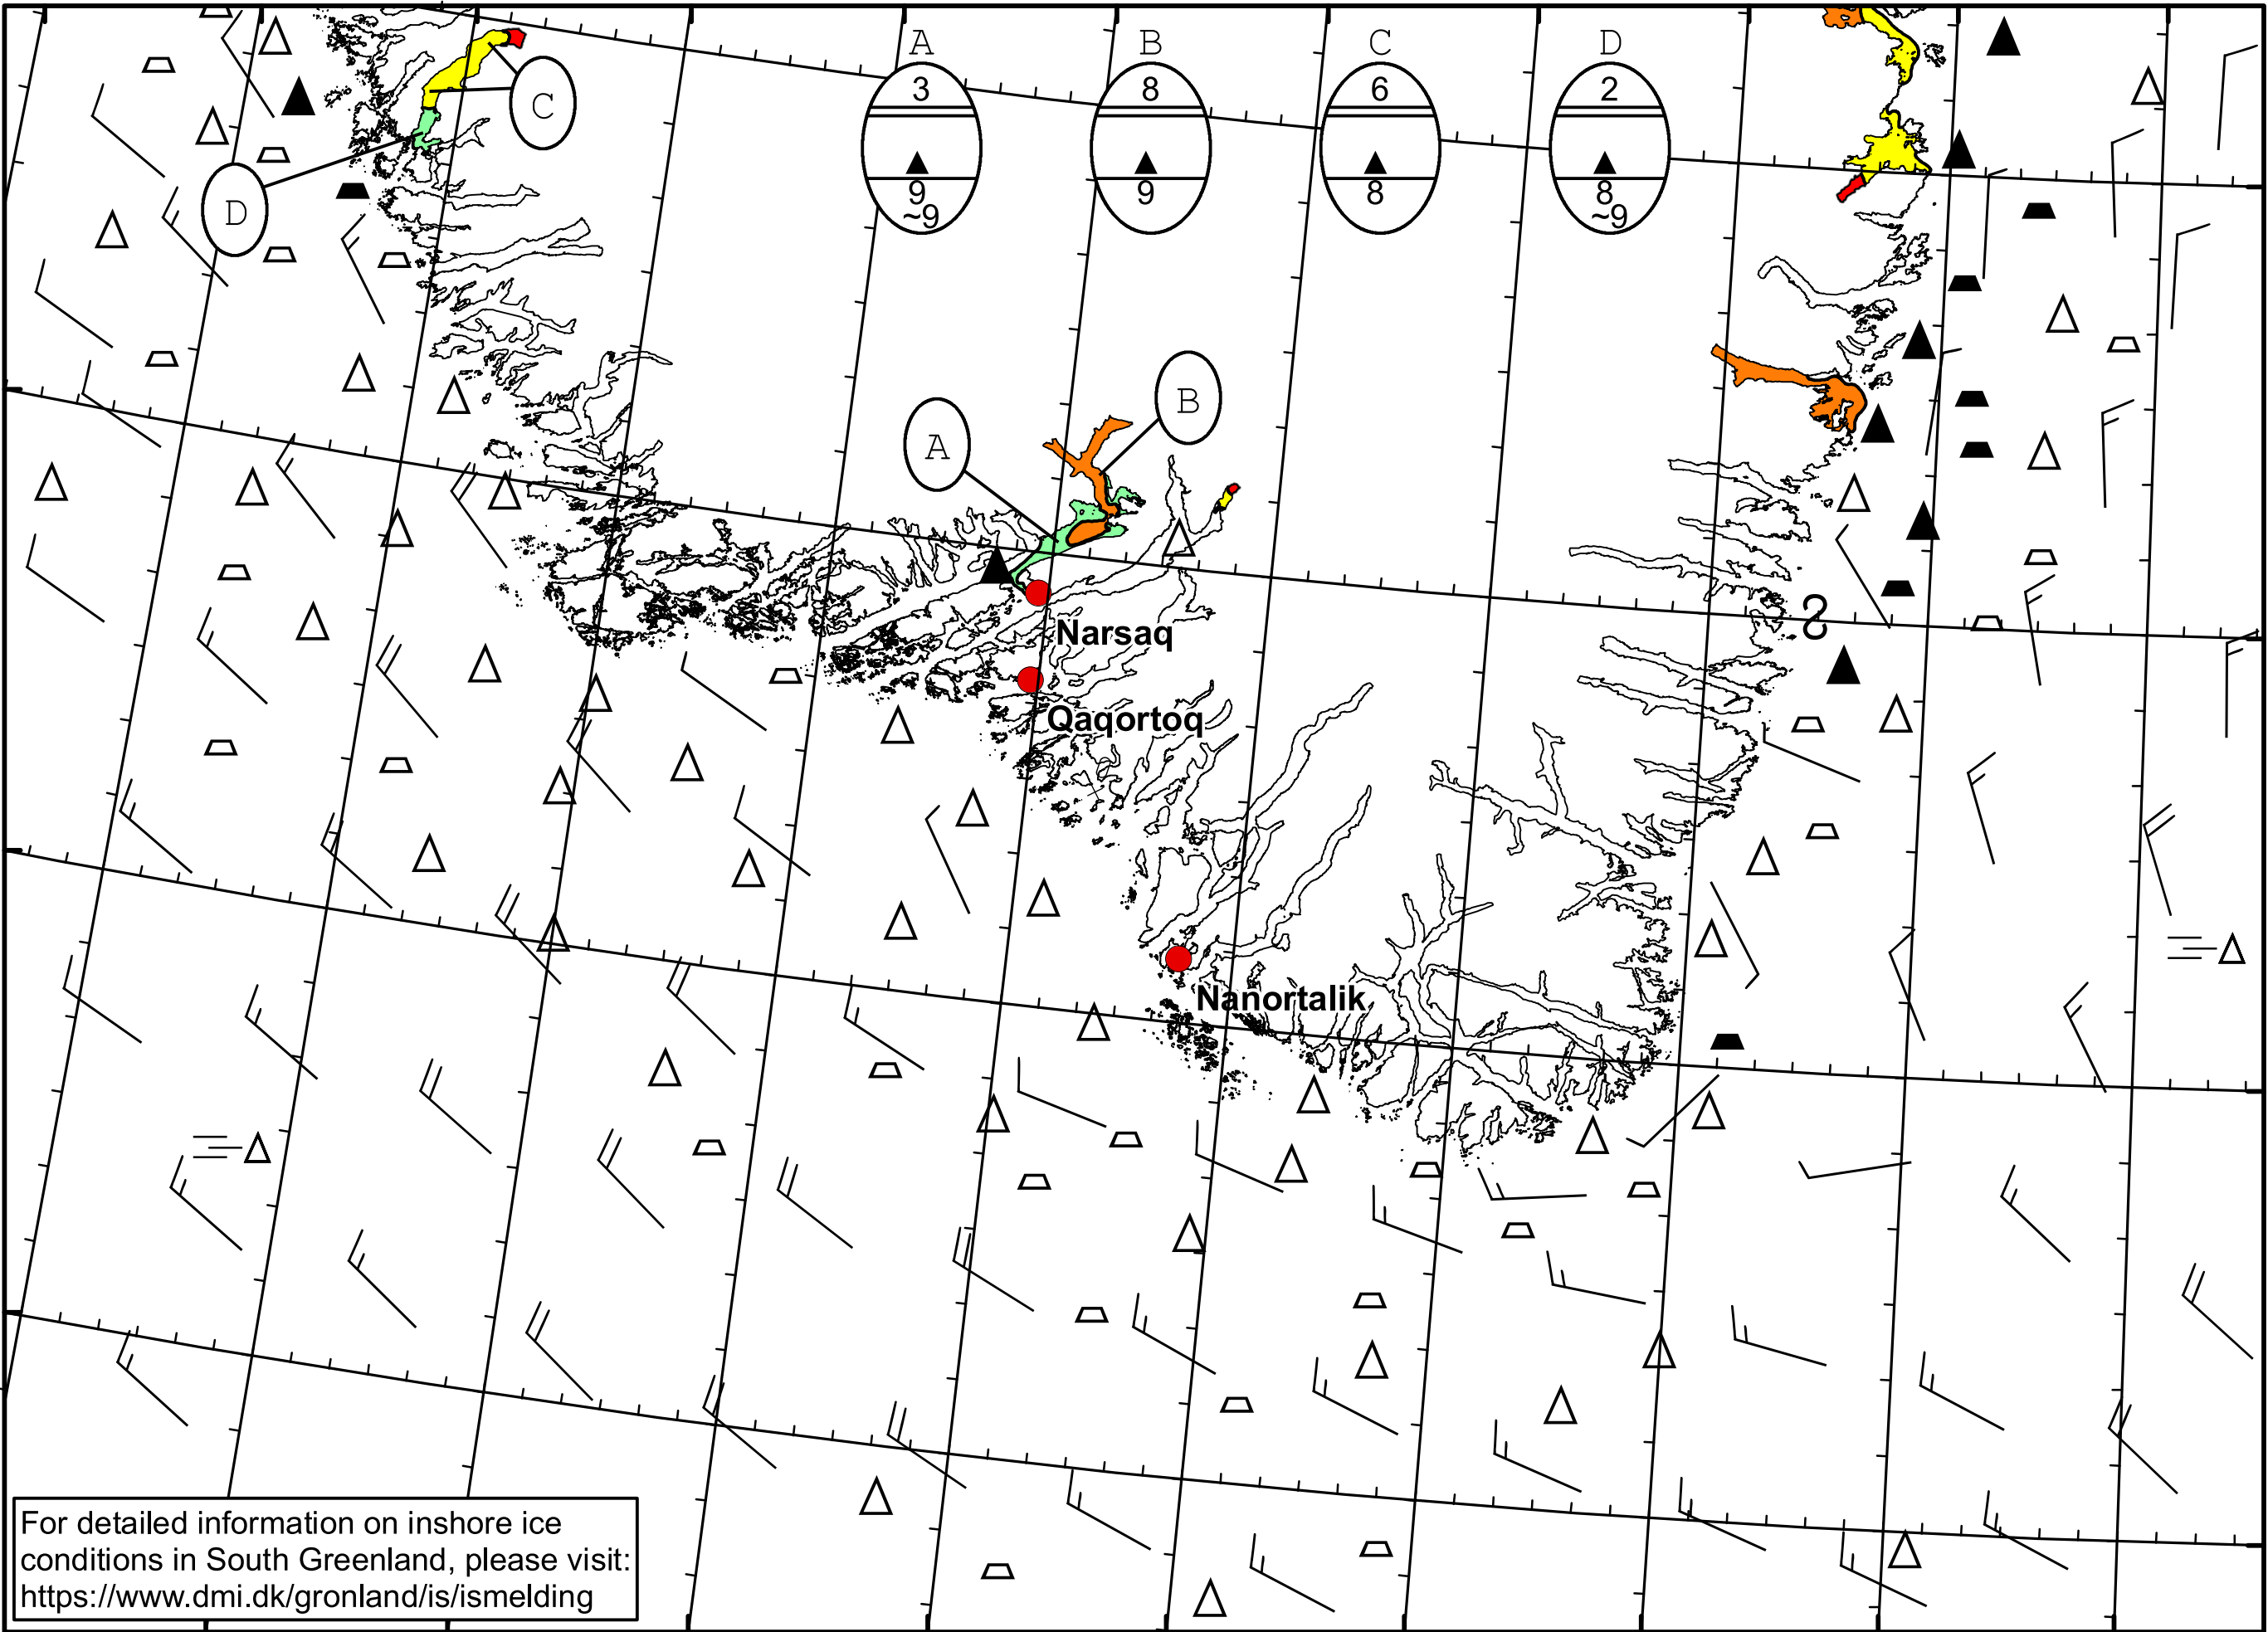 A B C D
3 8 6 2
9 9 8 8
~9 ~9
C
D
B
A
Narsaq
Qaqortoq
Nanortalik
For detailed information on inshore ice
conditions in South Greenland, please visit:
https://www.dmi.dk/gronland/is/ismelding